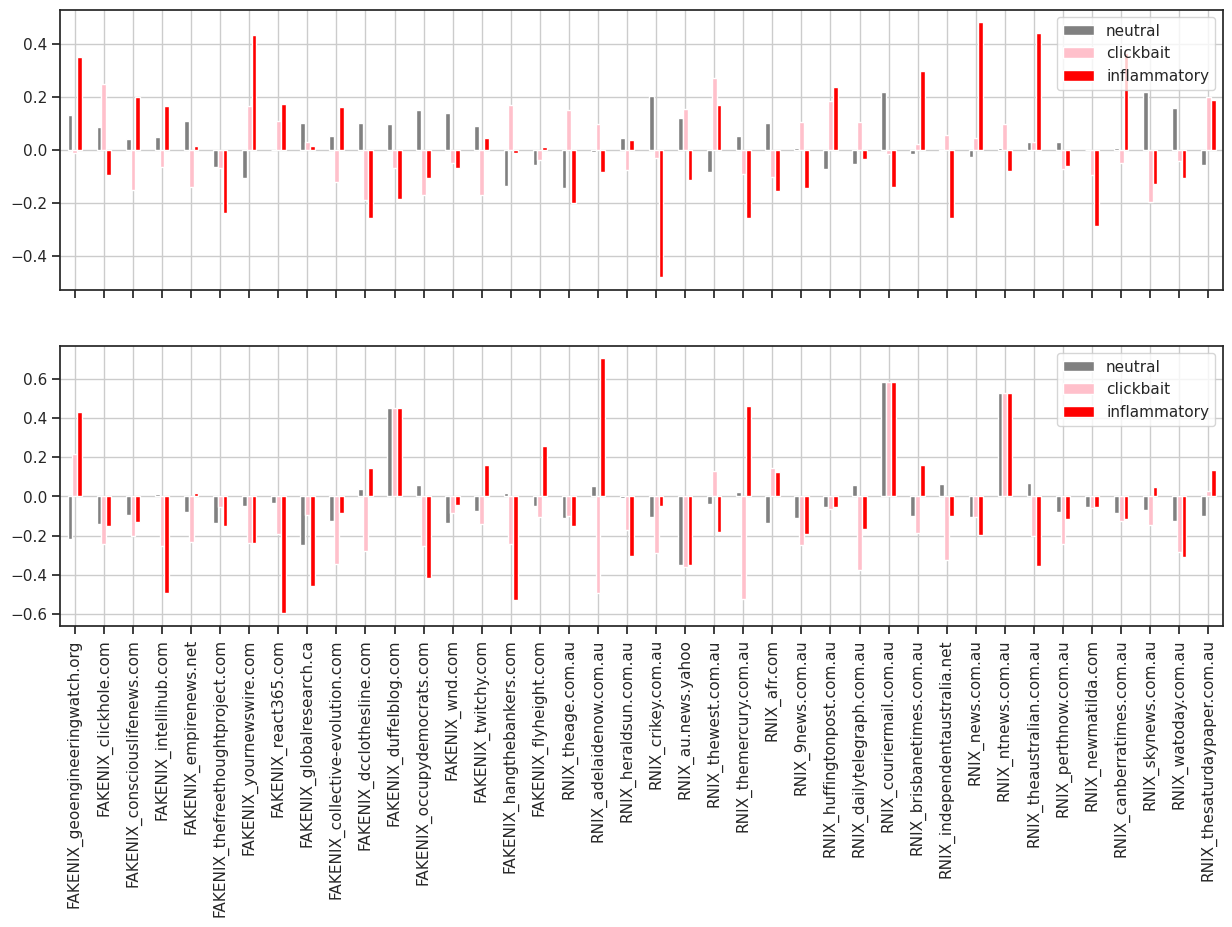 0.4
0.2
0.0
−0.2
−0.4
neutral
clickbait
inflammatory
0.6
0.4
0.2
0.0
−0.2
−0.4
−0.6
neutral
clickbait
inflammatory
FAKENIX_geoengineeringwatch.org
FAKENIX_clickhole.com
FAKENIX_consciouslifenews.com
FAKENIX_intellihub.com
FAKENIX_empirenews.net
FAKENIX_thefreethoughtproject.com
FAKENIX_yournewswire.com
FAKENIX_react365.com
FAKENIX_globalresearch.ca
FAKENIX_collective-evolution.com
FAKENIX_dcclothesline.com
FAKENIX_duffelblog.com
FAKENIX_occupydemocrats.com
FAKENIX_wnd.com
FAKENIX_twitchy.com
FAKENIX_hangthebankers.com
FAKENIX_flyheight.com
RNIX_theage.com.au
RNIX_adelaidenow.com.au
RNIX_heraldsun.com.au
RNIX_crikey.com.au
RNIX_au.news.yahoo
RNIX_thewest.com.au
RNIX_themercury.com.au
RNIX_afr.com
RNIX_9news.com.au
RNIX_huffingtonpost.com.au
RNIX_dailytelegraph.com.au
RNIX_couriermail.com.au
RNIX_brisbanetimes.com.au
RNIX_independentaustralia.net
RNIX_news.com.au
RNIX_ntnews.com.au
RNIX_theaustralian.com.au
RNIX_perthnow.com.au
RNIX_newmatilda.com
RNIX_canberratimes.com.au
RNIX_skynews.com.au
RNIX_watoday.com.au
RNIX_thesaturdaypaper.com.au